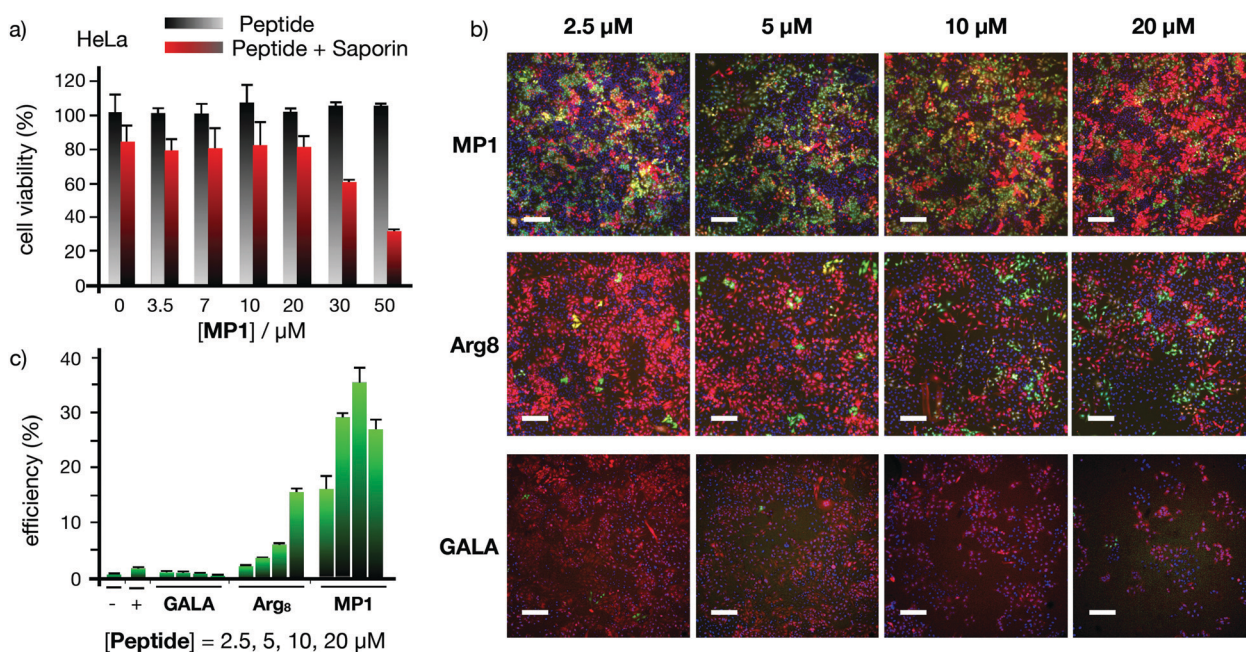 a)
HeLa
Peptide
Peptide + Saporin
cell viability (%)
120
100
80
60
40
20
0
0 3.5 7 10 20 30 50
[MP1] / µM
b)
2.5 µM 5 µM 10 µM 20 µM
MP1
Arg8
GALA
c)
efficiency (%)
40
30
20
10
0
- + GALA Arg₈ MP1
[Peptide] = 2.5, 5, 10, 20 µM